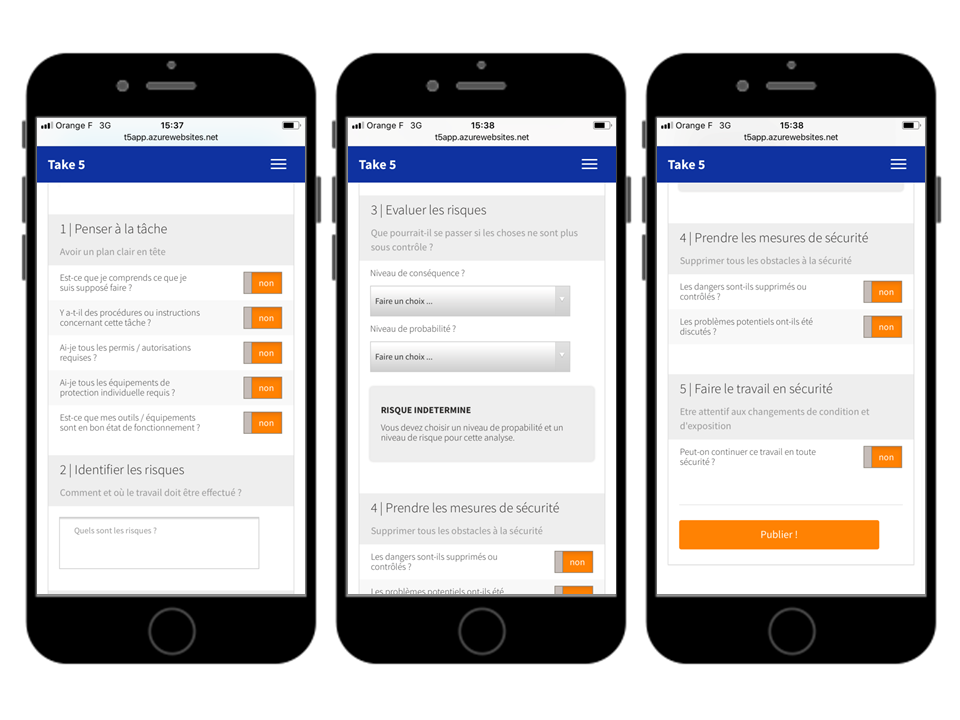 Orange F 3G 15:37
t5app.azurewebsites.net
Take 5
1 | Penser à la tâche
Avoir un plan clair en tête
Est-ce que je comprends ce que je
suis supposé faire ?
non
Y a-t-il des procédures ou instructions
concernant cette tâche ?
non
Ai-je tous les permis / autorisations
requises ?
non
Ai-je tous les équipements de
protection individuelle requis ?
non
Est-ce que mes outils / équipements
sont en bon état de fonctionnement ?
non
2 | Identifier les risques
Comment et où le travail doit être effectué ?
Quels sont les risques ?
Orange F 3G 15:38
t5app.azurewebsites.net
Take 5
3 | Evaluer les risques
Que pourrait-il se passer si les choses ne sont plus
sous contrôle ?
Niveau de conséquence ?
Faire un choix ...
Niveau de probabilité ?
Faire un choix ...
RISQUE INDETERMINE
Vous devez choisir un niveau de propabilité et un
niveau de risque pour cette analyse.
4 | Prendre les mesures de sécurité
Supprimer tous les obstacles à la sécurité
Les dangers sont-ils supprimés ou
contrôlés ?
non
Les problèmes potentiels ont-ils été
Orange F 3G 15:38
t5app.azurewebsites.net
Take 5
4 | Prendre les mesures de sécurité
Supprimer tous les obstacles à la sécurité
Les dangers sont-ils supprimés ou
contrôlés ?
non
Les problèmes potentiels ont-ils été
discutés ?
non
5 | Faire le travail en sécurité
Etre attentif aux changements de condition et
d'exposition
Peut-on continuer ce travail en toute
sécurité ?
non
Publier !